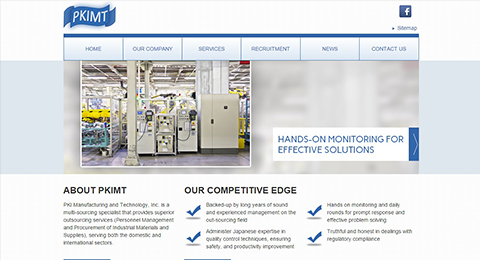 PKIMT
Sitemap
HOME OUR COMPANY SERVICES RECRUITMENT NEWS CONTACT US
HANDS-ON MONITORING FOR
EFFECTIVE SOLUTIONS
ABOUT PKIMT
PKI Manufacturing and Technology, Inc. is a
multi-sourcing specialist that provides superior
outsourcing services (Personnel Management
and Procurement of Industrial Materials and
Supplies), serving both the domestic and
international sectors.
OUR COMPETITIVE EDGE
Backed-up by long years of sound
and experienced management on the
out-sourcing field
Hands on monitoring and daily
rounds for prompt response and
effective problem solving
Administer Japanese expertise in
quality control techniques, ensuring
safety, and productivity improvement
Truthful and honest in dealings with
regulatory compliance